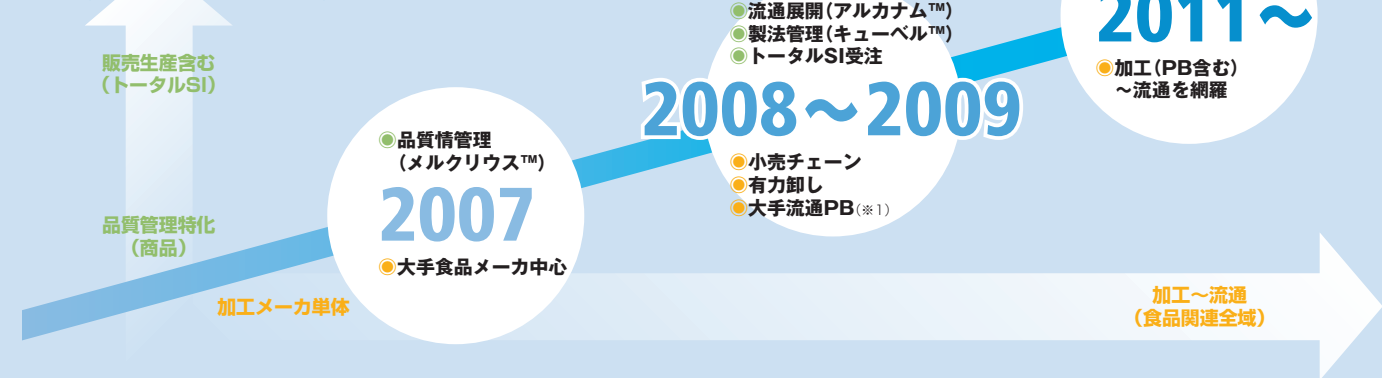 販売生産含む
（トータルSI）
品質管理特化
（商品）
加工メーカ単体
◉品質情管理
（メルクリウス™）
2007
◉大手食品メーカ中心
◉流通展開（アルカナム™）
◉製法管理（キューベル™）
◉トータルSI受注
2008～2009
◉小売チェーン
◉有力卸し
◉大手流通PB（※1）
2011～
◉加工（PB含む）
～流通を網羅
加工～流通
（食品関連全域）